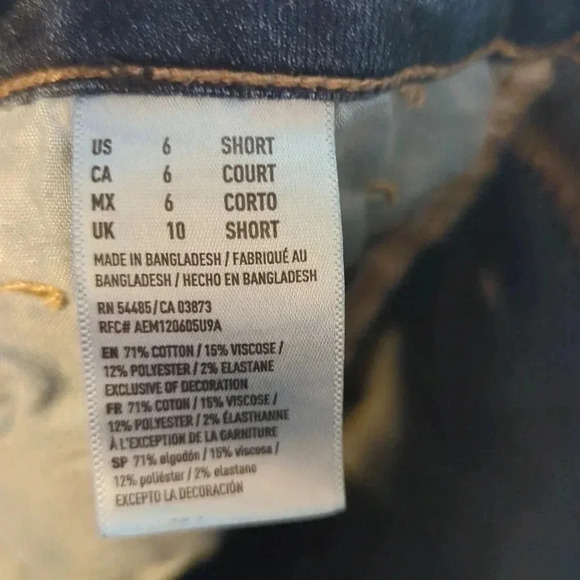 US 6 SHORT
CA 6 COURT
MX 6 CORTO
UK 10 SHORT
MADE IN BANGLADESH / FABRIQUÉ AU
BANGLADESH / HECHO EN BANGLADESH
RN 54485/CA 03873
RFC# AEM120605U9A
EN 71% COTTON / 15% VISCOSE /
12% POLYESTER / 2% ELASTANE
EXCLUSIVE OF DECORATION
FR 71% COTON / 15% VISCOSE /
12% POLYESTER / 2% ÉLASTHANNE
À L'EXCEPTION DE LA GARNITURE
SP 71% algodón / 15% viscosa /
12% poliéster / 2% elastano
EXCEPTO LA DECORACIÓN